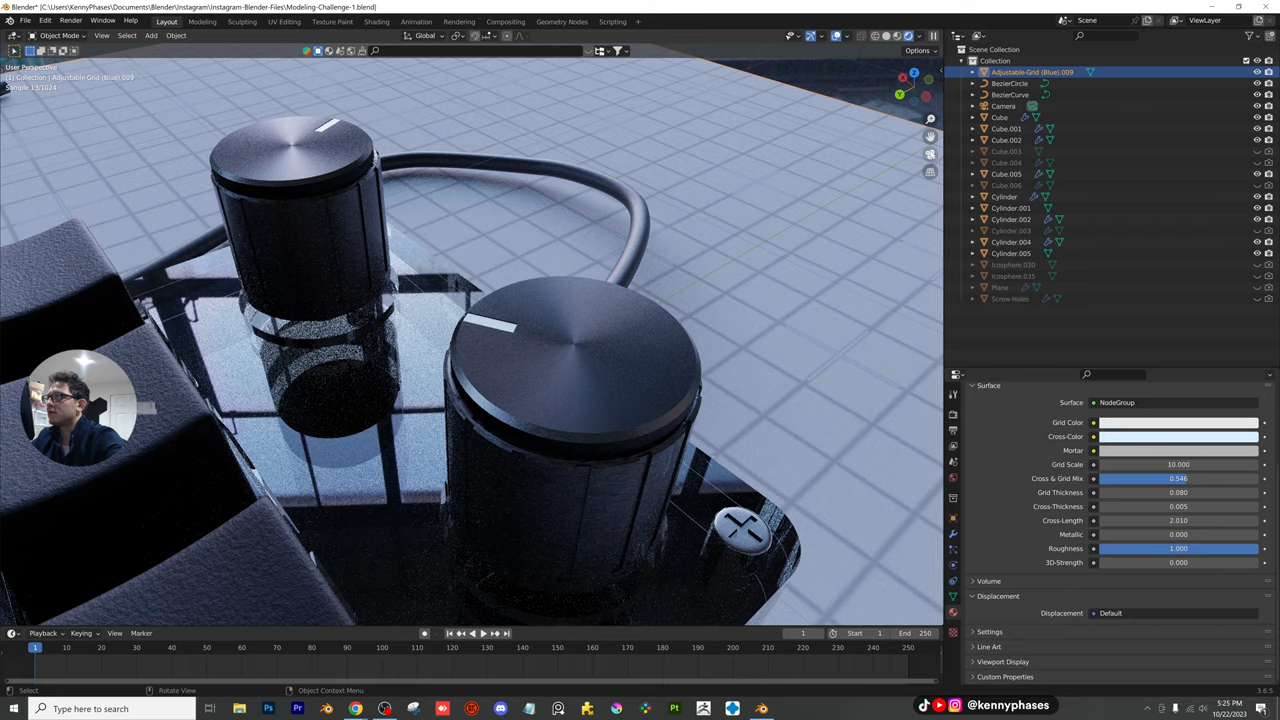 Blender* [C:\Users\KennyPhases\Documents\Blender\Instagram\Instagram-Blender-Files\Modeling-Challenge-1.blend]
File Edit Render Window Help Layout Modeling Sculpting UV Editing Texture Paint Shading Animation Rendering Compositing Geometry Nodes Scripting + Scene ViewLayer
Object Mode View Select Add Object Global
Options
User Perspective
(1) Collection | Adjustable-Grid (Blue).009
Sample 13/1024
X
Y
Z
Scene Collection
Collection
Adjustable-Grid (Blue).009
BezierCircle
BezierCurve
Camera
Cube
Cube.001
Cube.002
Cube.003
Cube.004
Cube.005
Cube.006
Cylinder
Cylinder.001
Cylinder.002
Cylinder.003
Cylinder.004
Cylinder.005
Icosphere.030
Icosphere.035
Plane
Screw-Holes
Surface
Surface NodeGroup
Grid Color
Cross-Color
Mortar
Grid Scale 10.000
Cross & Grid Mix 0.546
Grid Thickness 0.080
Cross-Thickness 0.005
Cross-Length 2.010
Metallic 0.000
Roughness 1.000
3D-Strength 0.000
Volume
Displacement
Displacement Default
Settings
Line Art
Viewport Display
Custom Properties
Playback Keying View Marker 1 Start 1 End 250
1 10 20 30 40 50 60 70 80 90 100 110 120 130 140 150 160 170 180 190 200 210 220 230 240 250
Select Rotate View Object Context Menu 3.6.5
Type here to search
@kennyphases
5:25 PM
10/22/2023